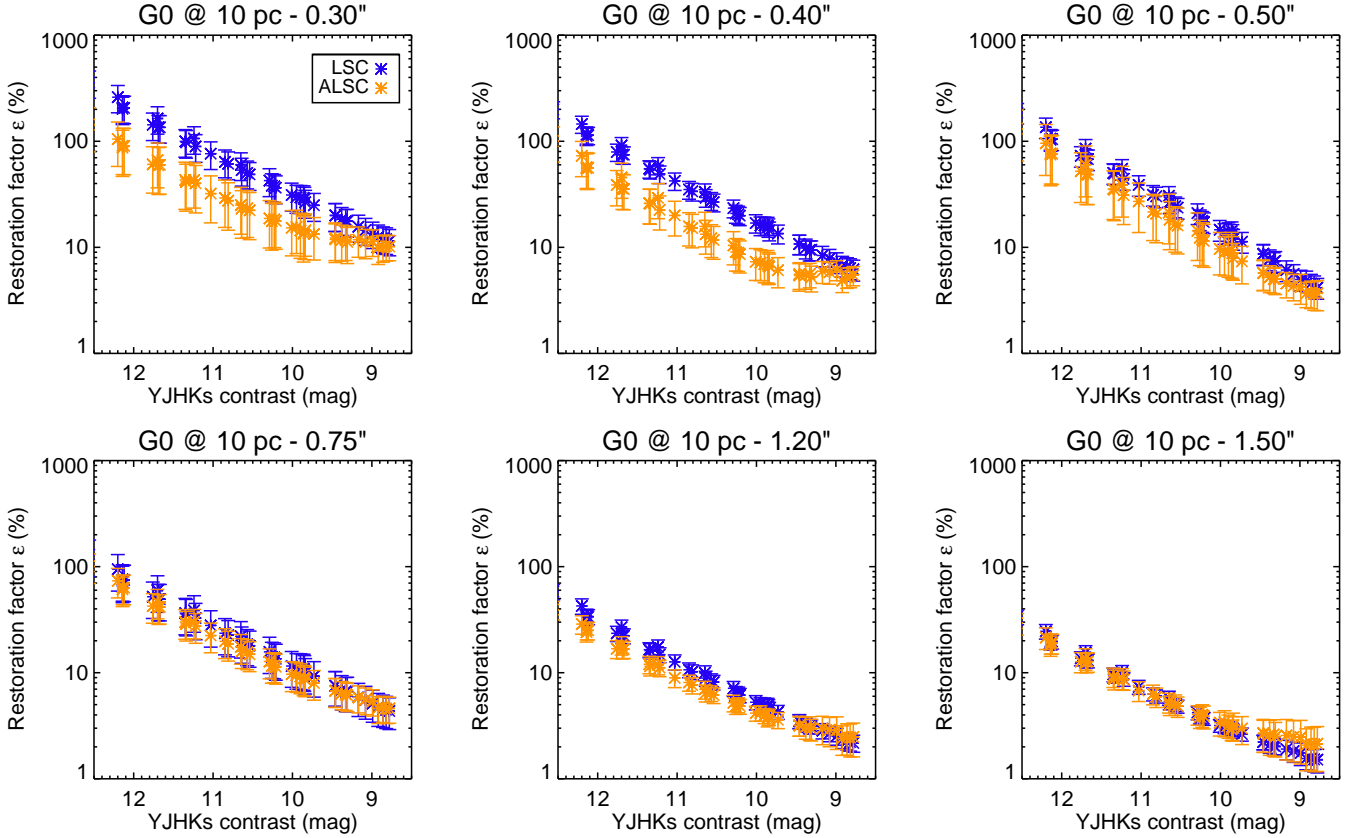 G0 @ 10 pc - 0.30"
1000
100
10
1
Restoration factor ε (%)
LSC
ALSC
12 11 10 9
YJHKs contrast (mag)
G0 @ 10 pc - 0.40"
1000
100
10
1
Restoration factor ε (%)
12 11 10 9
YJHKs contrast (mag)
G0 @ 10 pc - 0.50"
1000
100
10
1
Restoration factor ε (%)
12 11 10 9
YJHKs contrast (mag)
G0 @ 10 pc - 0.75"
1000
100
10
1
Restoration factor ε (%)
12 11 10 9
YJHKs contrast (mag)
G0 @ 10 pc - 1.20"
1000
100
10
1
Restoration factor ε (%)
12 11 10 9
YJHKs contrast (mag)
G0 @ 10 pc - 1.50"
1000
100
10
1
Restoration factor ε (%)
12 11 10 9
YJHKs contrast (mag)